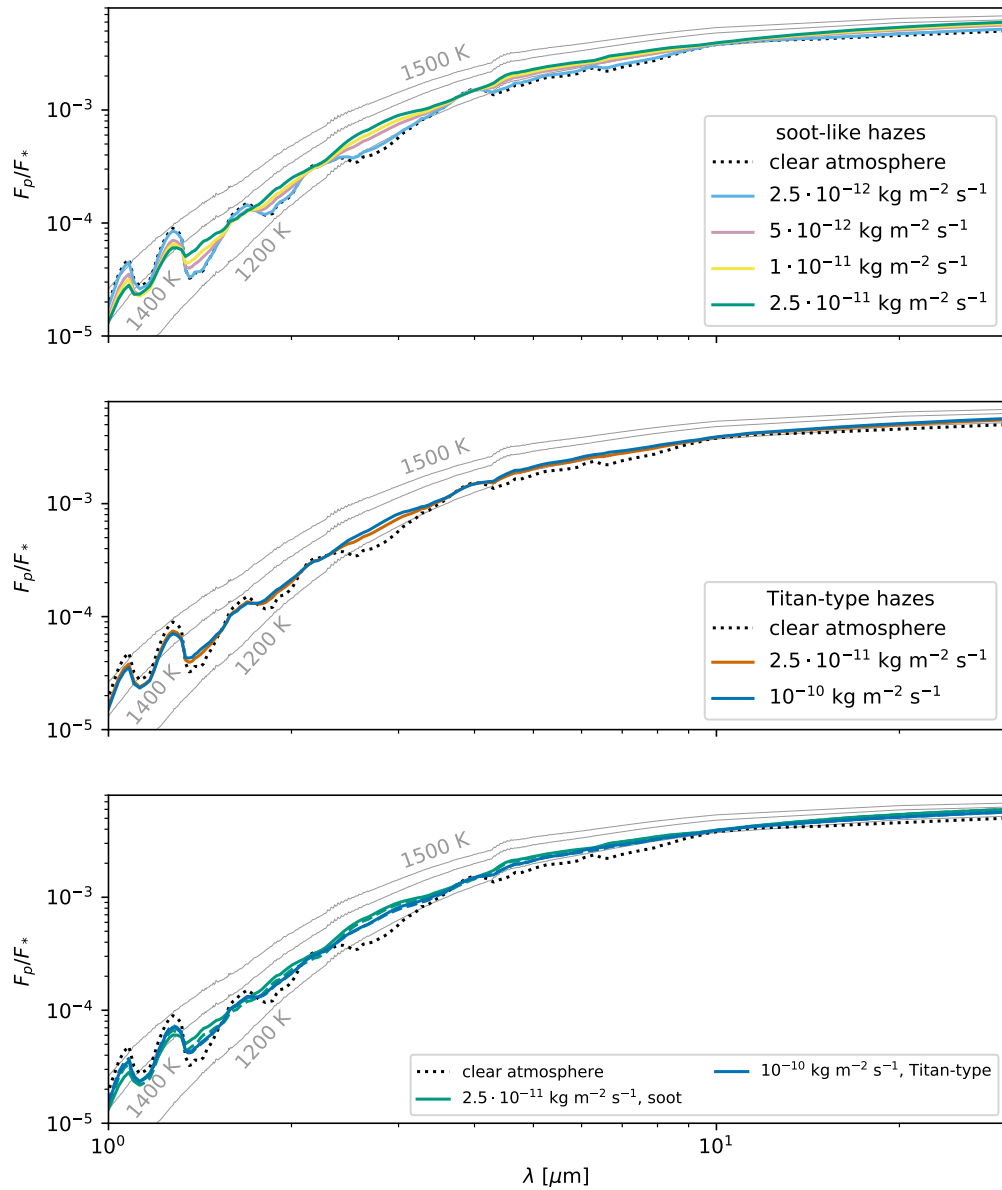 1500 K
10⁻³
F_p/F_*
10⁻⁴
1400 K
1200 K
10⁻⁵
soot-like hazes
clear atmosphere
2.5 · 10⁻¹² kg m⁻² s⁻¹
5 · 10⁻¹² kg m⁻² s⁻¹
1 · 10⁻¹¹ kg m⁻² s⁻¹
2.5 · 10⁻¹¹ kg m⁻² s⁻¹
1500 K
10⁻³
F_p/F_*
10⁻⁴
1400 K
1200 K
10⁻⁵
Titan-type hazes
clear atmosphere
2.5 · 10⁻¹¹ kg m⁻² s⁻¹
10⁻¹⁰ kg m⁻² s⁻¹
1500 K
10⁻³
F_p/F_*
10⁻⁴
1400 K
1200 K
10⁻⁵
clear atmosphere
2.5 · 10⁻¹¹ kg m⁻² s⁻¹, soot
10⁻¹⁰ kg m⁻² s⁻¹, Titan-type
10⁰
10¹
λ [μm]